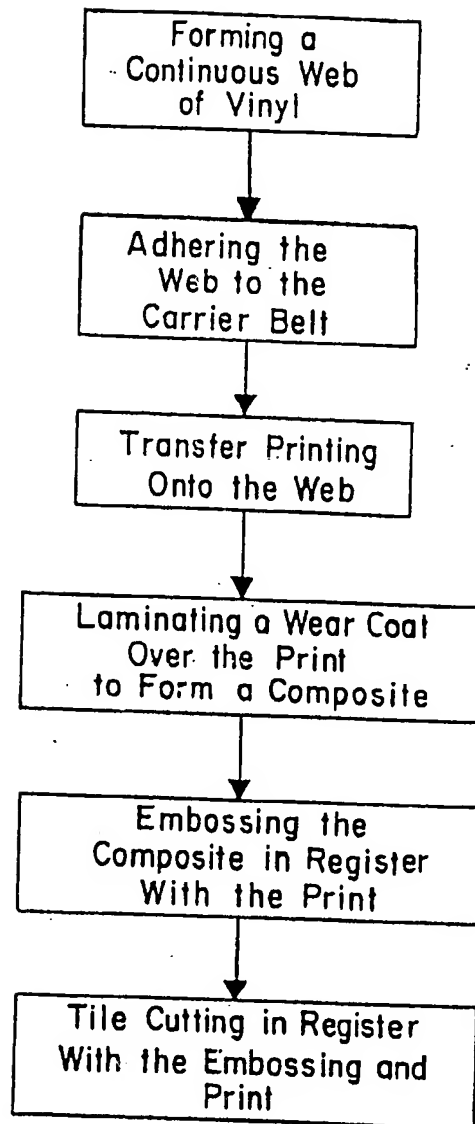 Forming a
Continuous Web
of Vinyl
Adhering the
Web to the
Carrier Belt
Transfer Printing
Onto the Web
Laminating a Wear Coat
Over the Print
to Form a Composite
Embossing the
Composite in Register
With the Print
Tile Cutting in Register
With the Embossing and
Print